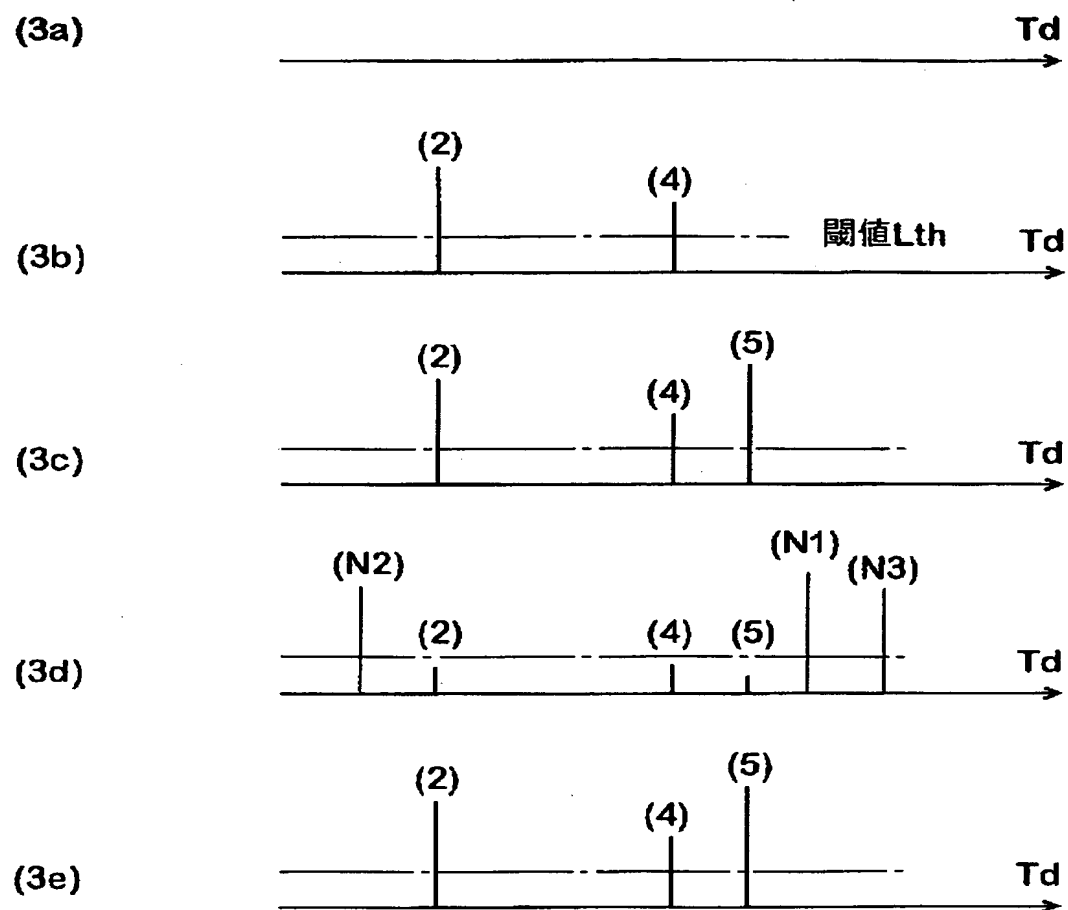 (3a) Td
(2)
(4)
(3b) 閾値Lth Td
(5)
(2)
(4)
(3c) Td
(N1)
(N2) (N3)
(2) (4) (5)
(3d) Td
(5)
(2)
(4)
(3e) Td